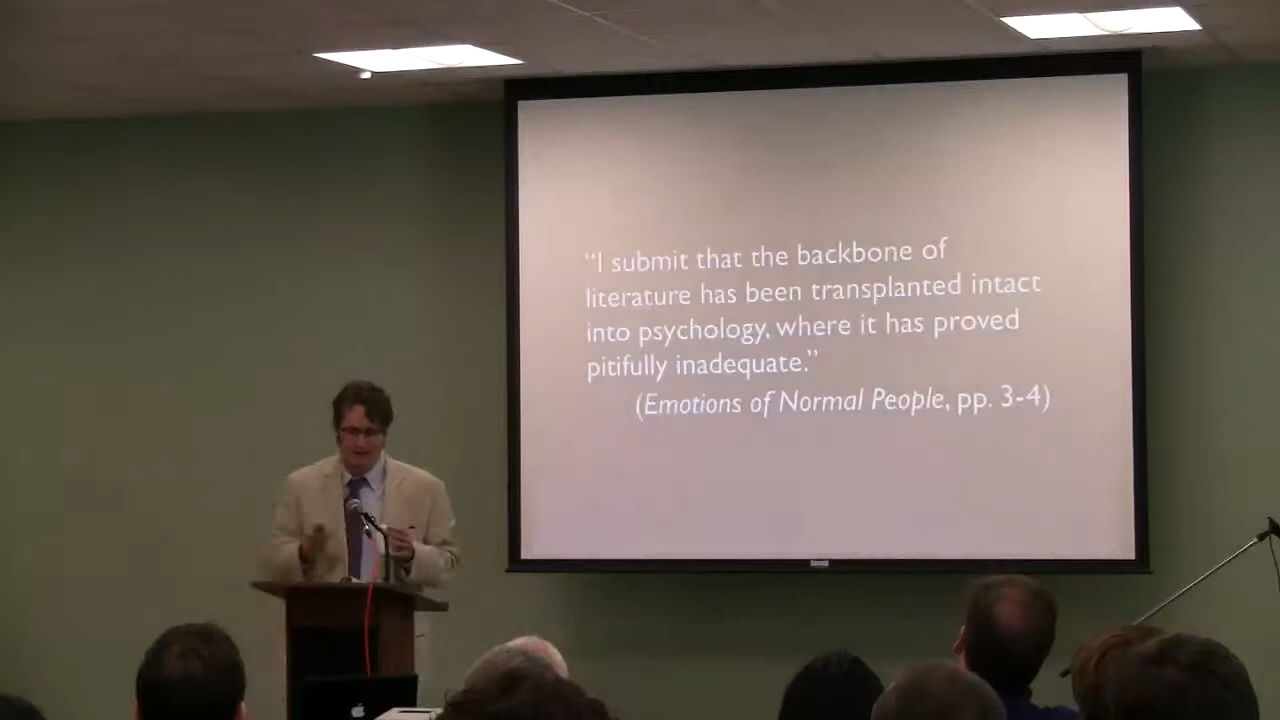 “I submit that the backbone of
literature has been transplanted intact
into psychology, where it has proved
pitifully inadequate.”
(Emotions of Normal People, pp. 3-4)